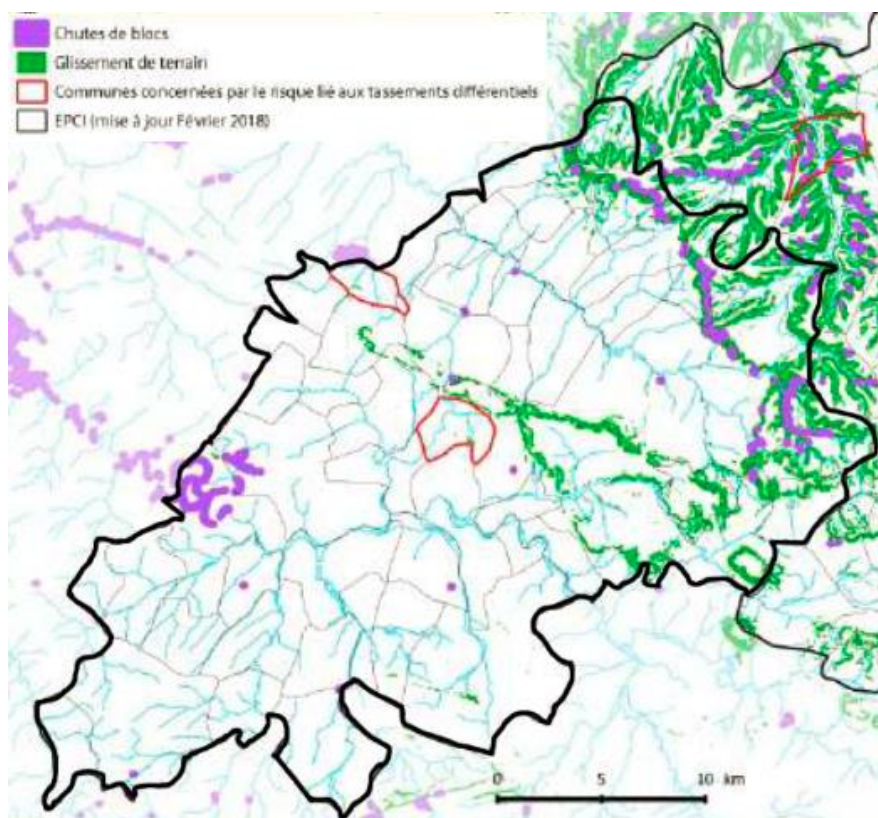 Chutes de blocs
Glissement de terrain
Communes concernées par le risque lié aux tassements différentiels
EPCI (mise à jour Février 2018)
0 5 10 km